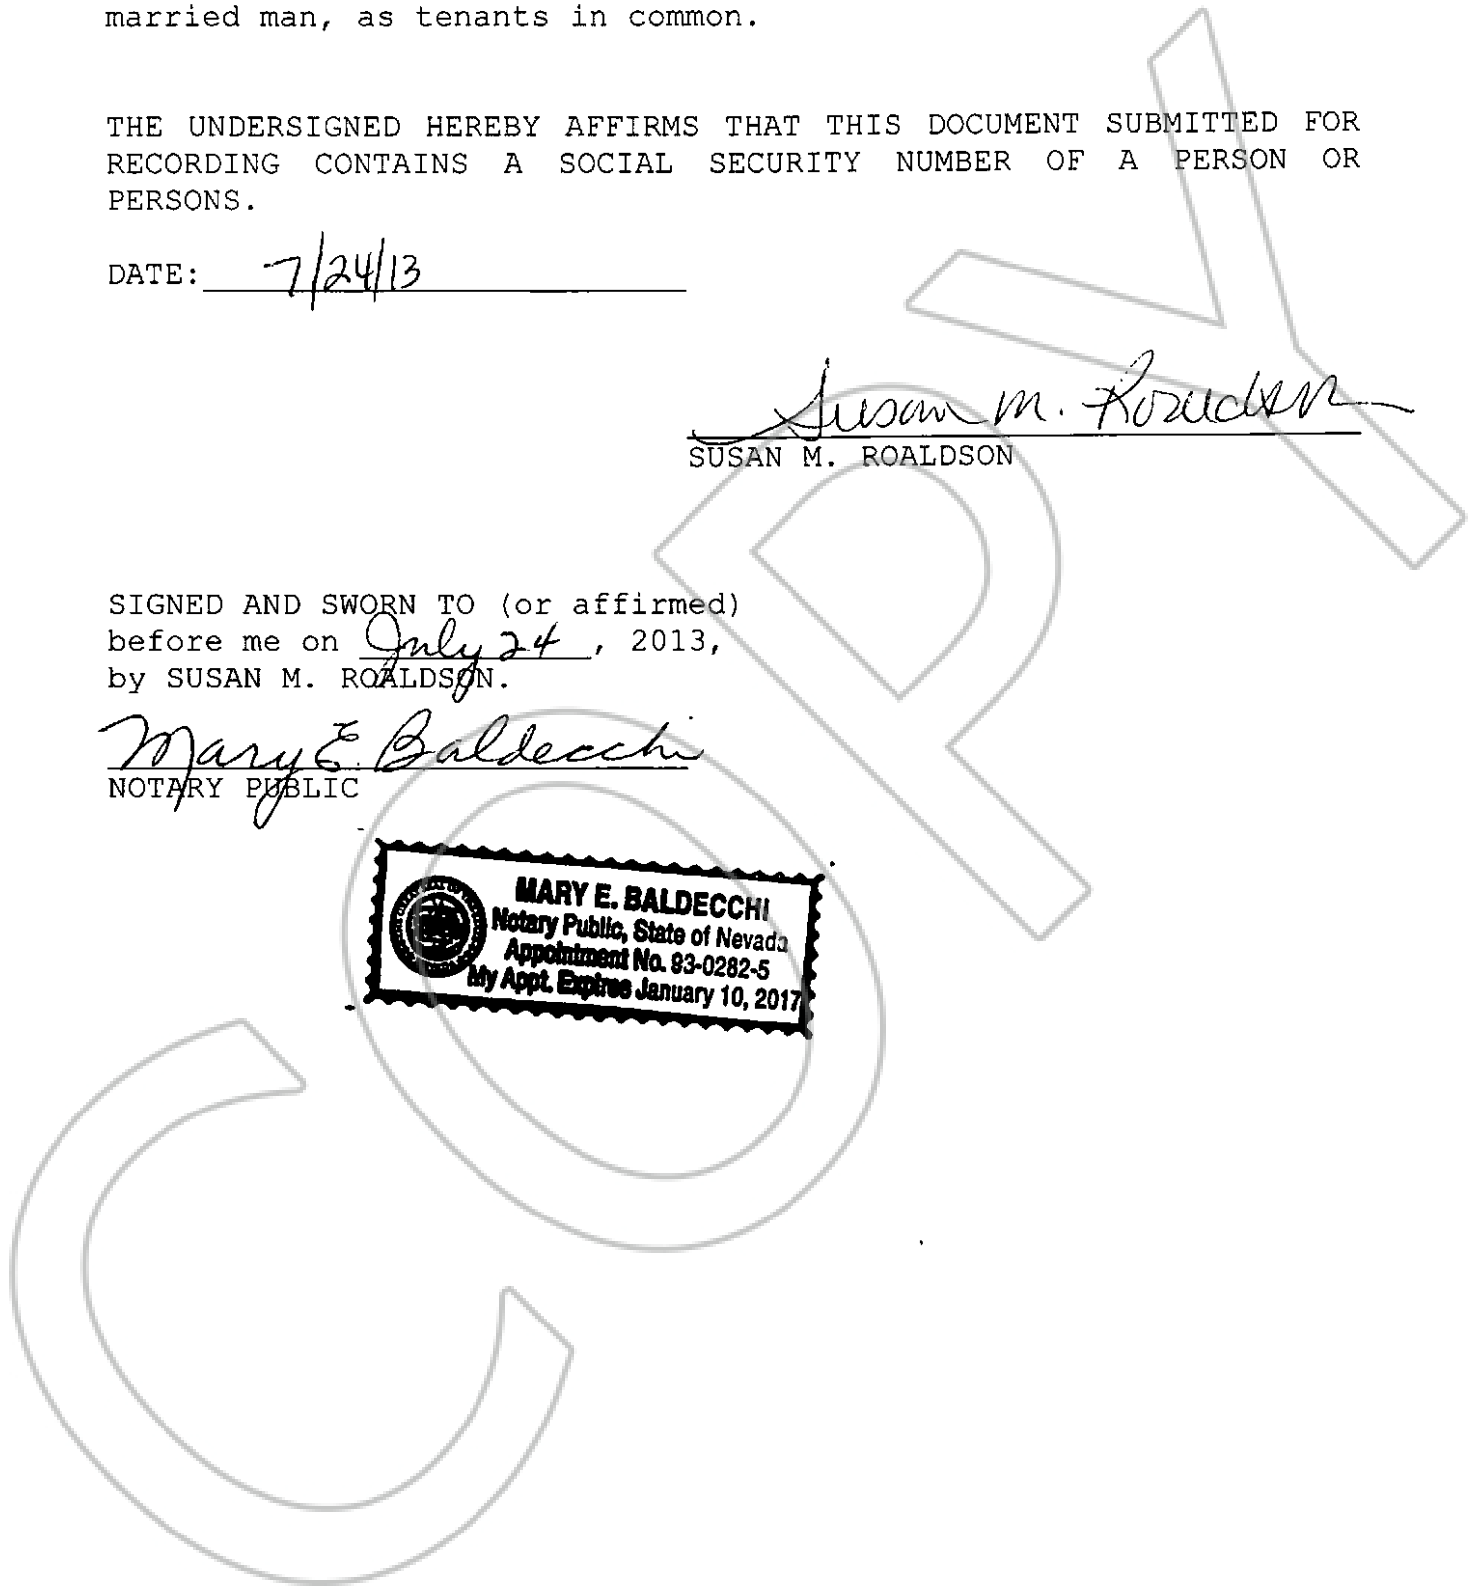 married man, as tenants in common.
THE UNDERSIGNED HEREBY AFFIRMS THAT THIS DOCUMENT SUBMITTED FOR
RECORDING CONTAINS A SOCIAL SECURITY NUMBER OF A PERSON OR
PERSONS.
DATE: 7/24/13
Susan M. Roaldson
SUSAN M. ROALDSON
SIGNED AND SWORN TO (or affirmed)
before me on July 24, 2013,
by SUSAN M. ROALDSON.
Mary E. Baldecchi
NOTARY PUBLIC
MARY E. BALDECCHI
Notary Public, State of Nevada
Appointment No. 93-0282-5
My Appt. Expires January 10, 2017
COPY